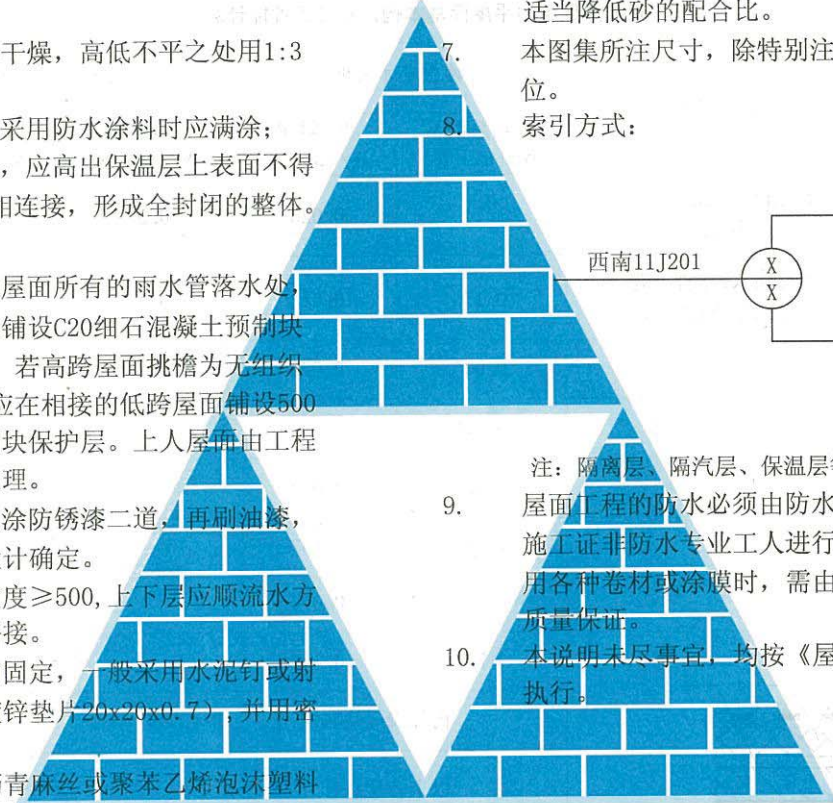 干燥，高低不平之处用1:3
采用防水涂料时应满涂；
，应高出保温层上表面不得
相连接，形成全封闭的整体。
屋面所有的雨水管落水处，
铺设C20细石混凝土预制块
若高跨屋面挑檐为无组织
应在相接的低跨屋面铺设500
块保护层。上人屋面由工程
理。
涂防锈漆二道，再刷油漆，
计确定。
度≥500，上下层应顺流水方
接。
固定，一般采用水泥钉或射
锌垫片20x20x0.7），并用密
青麻丝或聚苯乙烯泡沫塑料
适当降低砂的配合比。
7. 本图集所注尺寸，除特别注
位。
8. 索引方式：
西南11J201
X
X
注：隔离层、隔汽层、保温层
9. 屋面工程的防水必须由防水
施工证非防水专业工人进行
用各种卷材或涂膜时，需由
质量保证。
10. 本说明未尽事宜，均按《屋
执行。